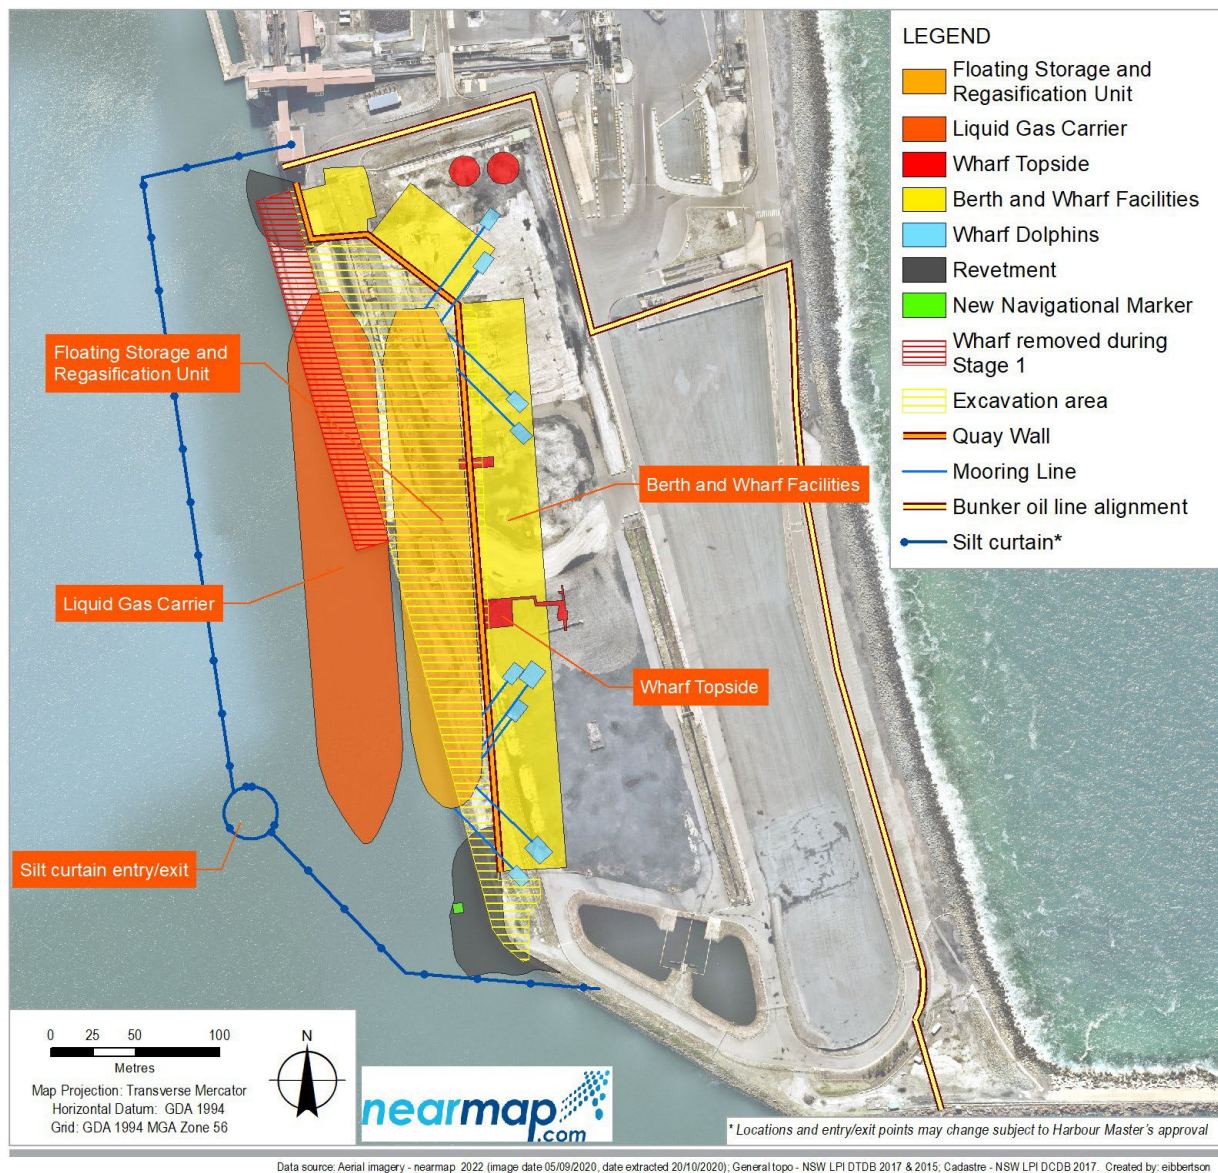 LEGEND
Floating Storage and
Regasification Unit
Liquid Gas Carrier
Wharf Topside
Berth and Wharf Facilities
Wharf Dolphins
Revetment
New Navigational Marker
Wharf removed during
Stage 1
Excavation area
Quay Wall
Mooring Line
Bunker oil line alignment
Silt curtain*
Floating Storage and
Regasification Unit
Berth and Wharf Facilities
Liquid Gas Carrier
Wharf Topside
Silt curtain entry/exit
0 25 50 100
Metres
Map Projection: Transverse Mercator
Horizontal Datum: GDA 1994
Grid: GDA 1994 MGA Zone 56
N
nearmap
.com
* Locations and entry/exit points may change subject to Harbour Master's approval
Data source: Aerial imagery - nearmap 2022 (image date 05/09/2020, date extracted 20/10/2020); General topo - NSW LPI DTDB 2017 & 2015; Cadastre - NSW LPI DCDB 2017. Created by: eibbertson